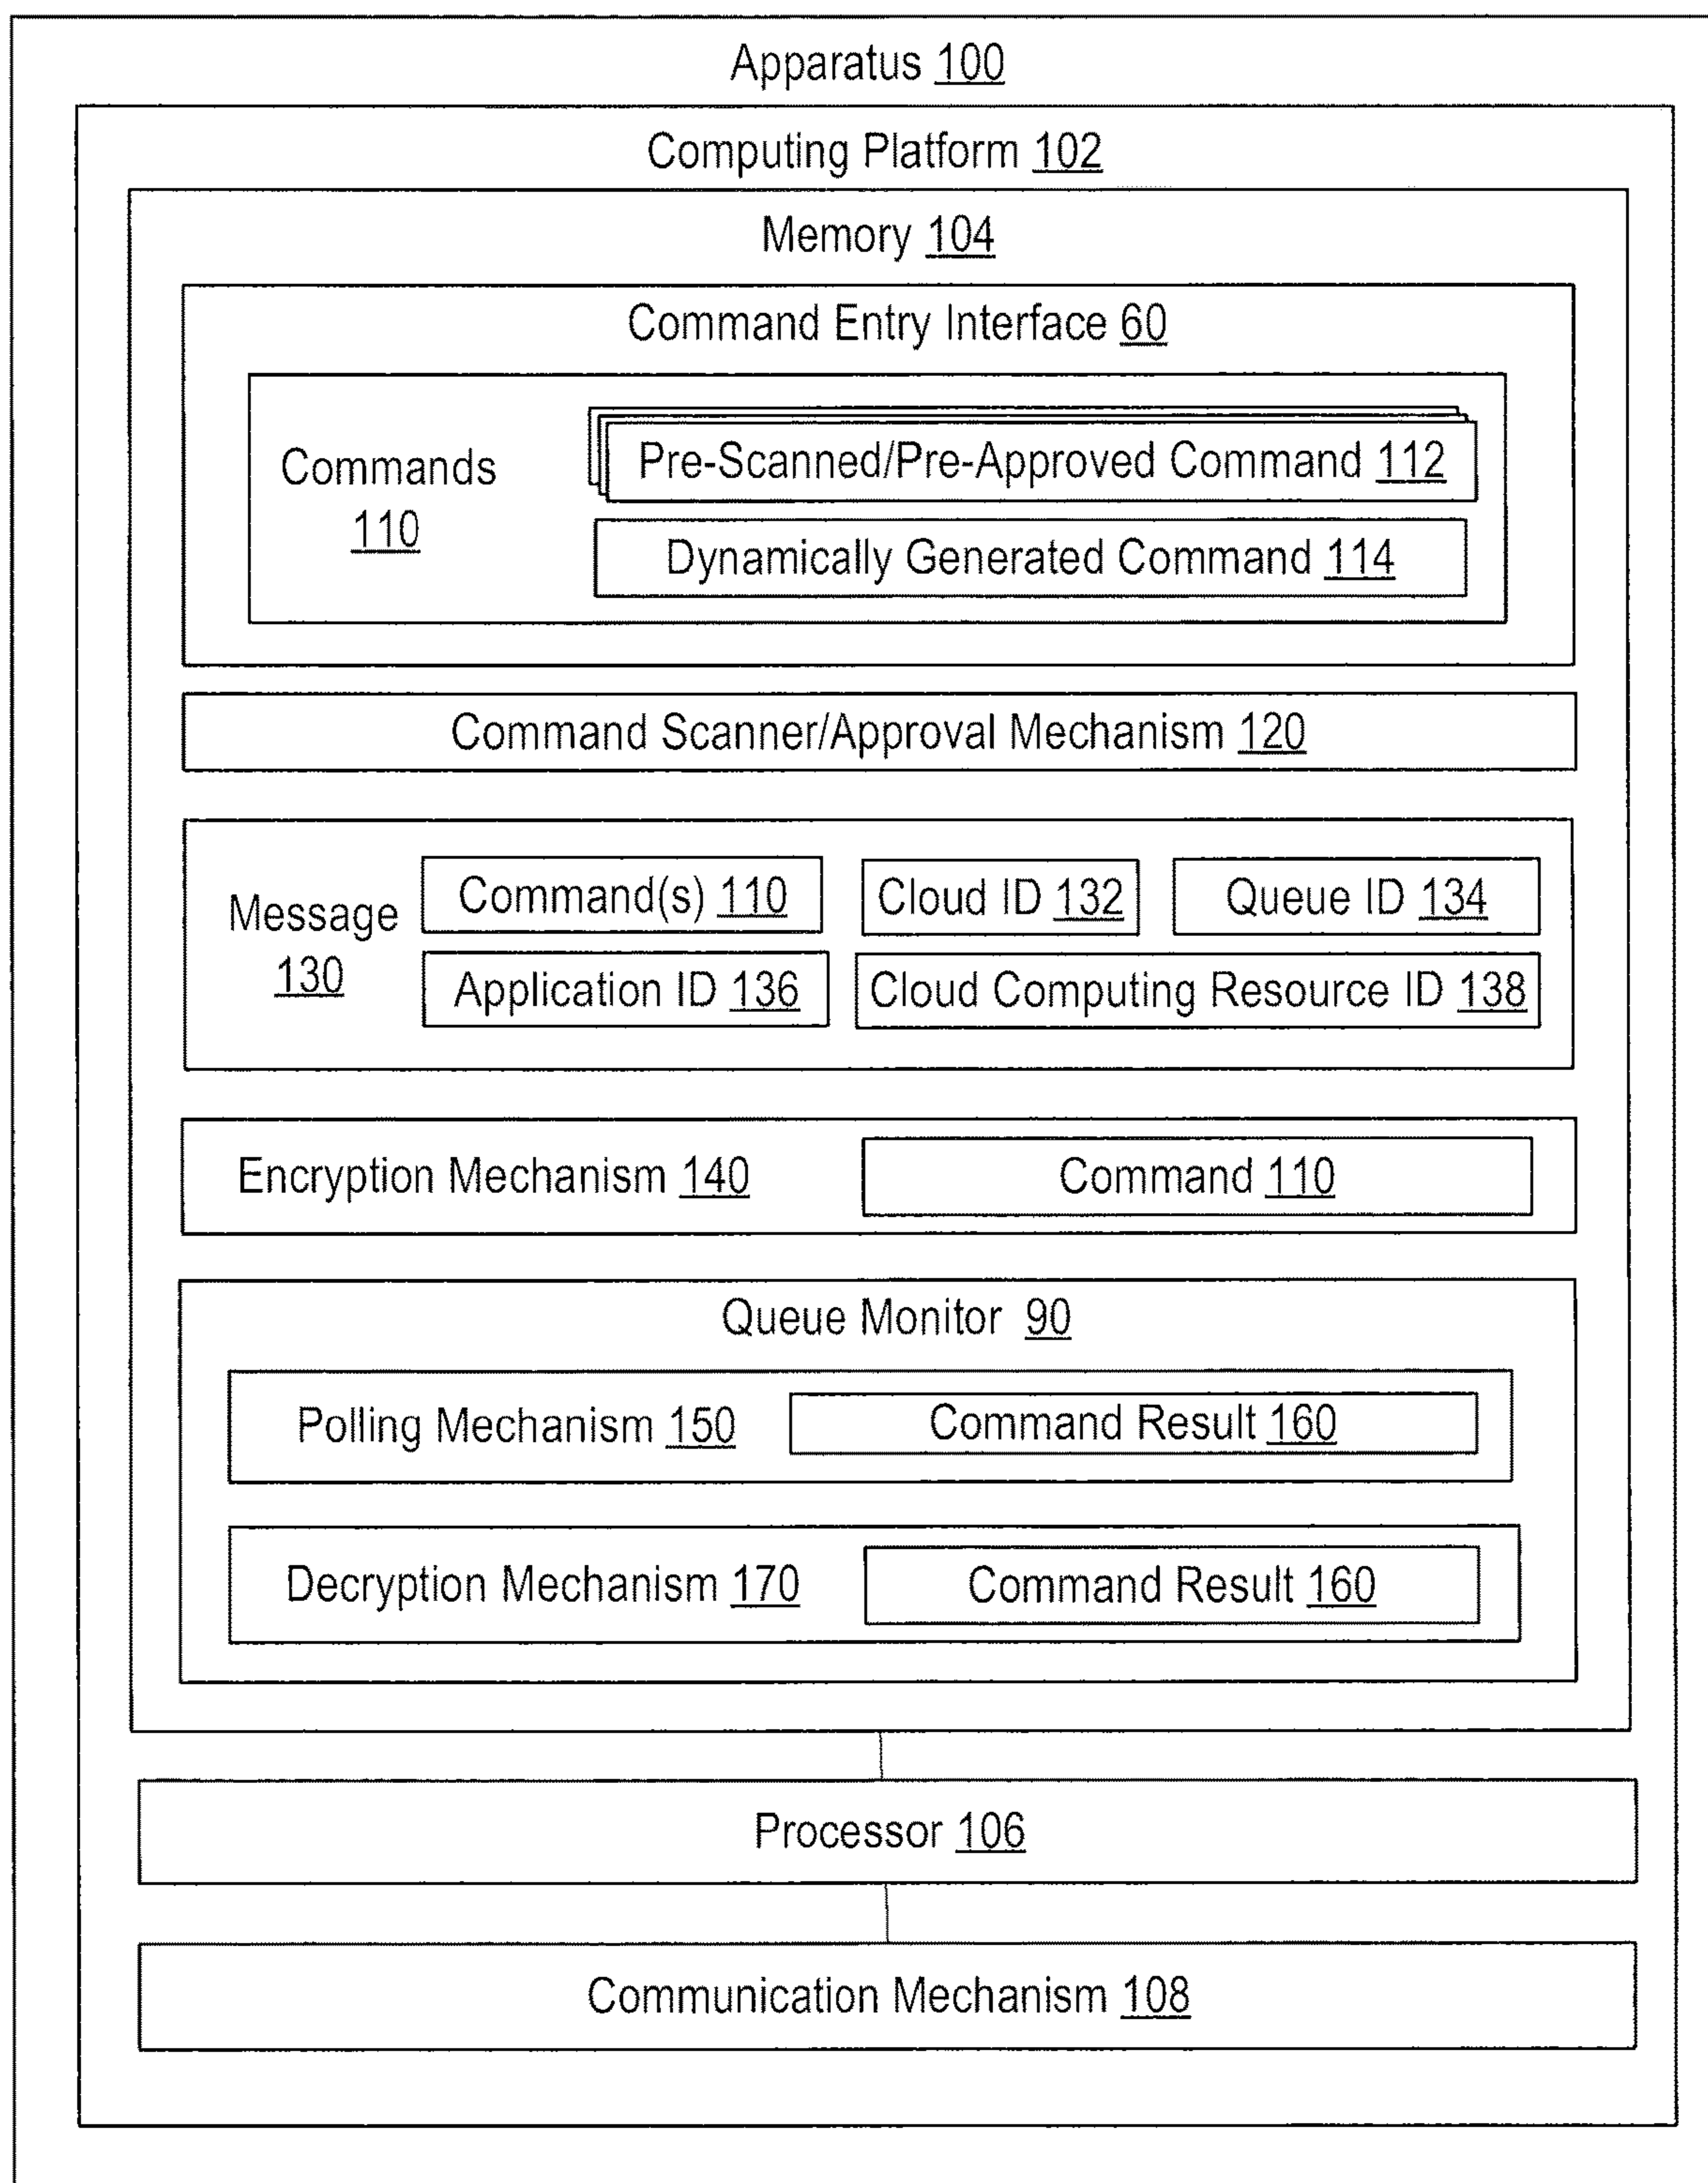 Apparatus 100
Computing Platform 102
Memory 104
Command Entry Interface 60
Commands
110
Pre-Scanned/Pre-Approved Command 112
Dynamically Generated Command 114
Command Scanner/Approval Mechanism 120
Message
130
Command(s) 110
Cloud ID 132
Queue ID 134
Application ID 136
Cloud Computing Resource ID 138
Encryption Mechanism 140
Command 110
Queue Monitor 90
Polling Mechanism 150
Command Result 160
Decryption Mechanism 170
Command Result 160
Processor 106
Communication Mechanism 108